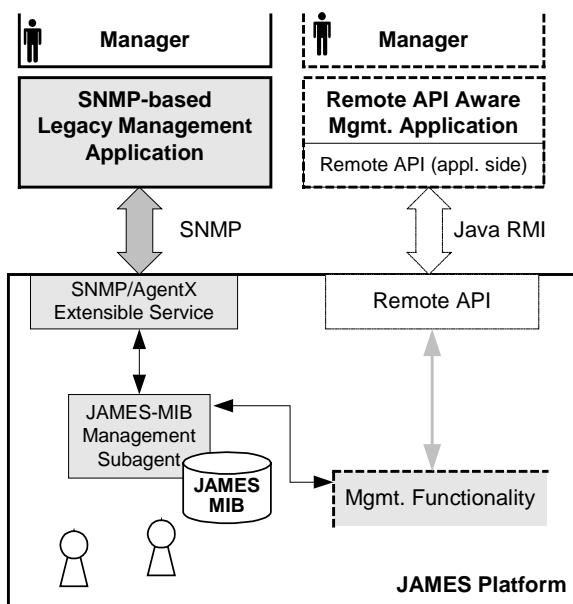 Manager
Manager
SNMP-based
Legacy Management
Application
Remote API Aware
Mgmt. Application
Remote API (appl. side)
SNMP
Java RMI
SNMP/AgentX
Extensible Service
Remote API
JAMES-MIB
Management
Subagent
JAMES
MIB
Mgmt. Functionality
JAMES Platform